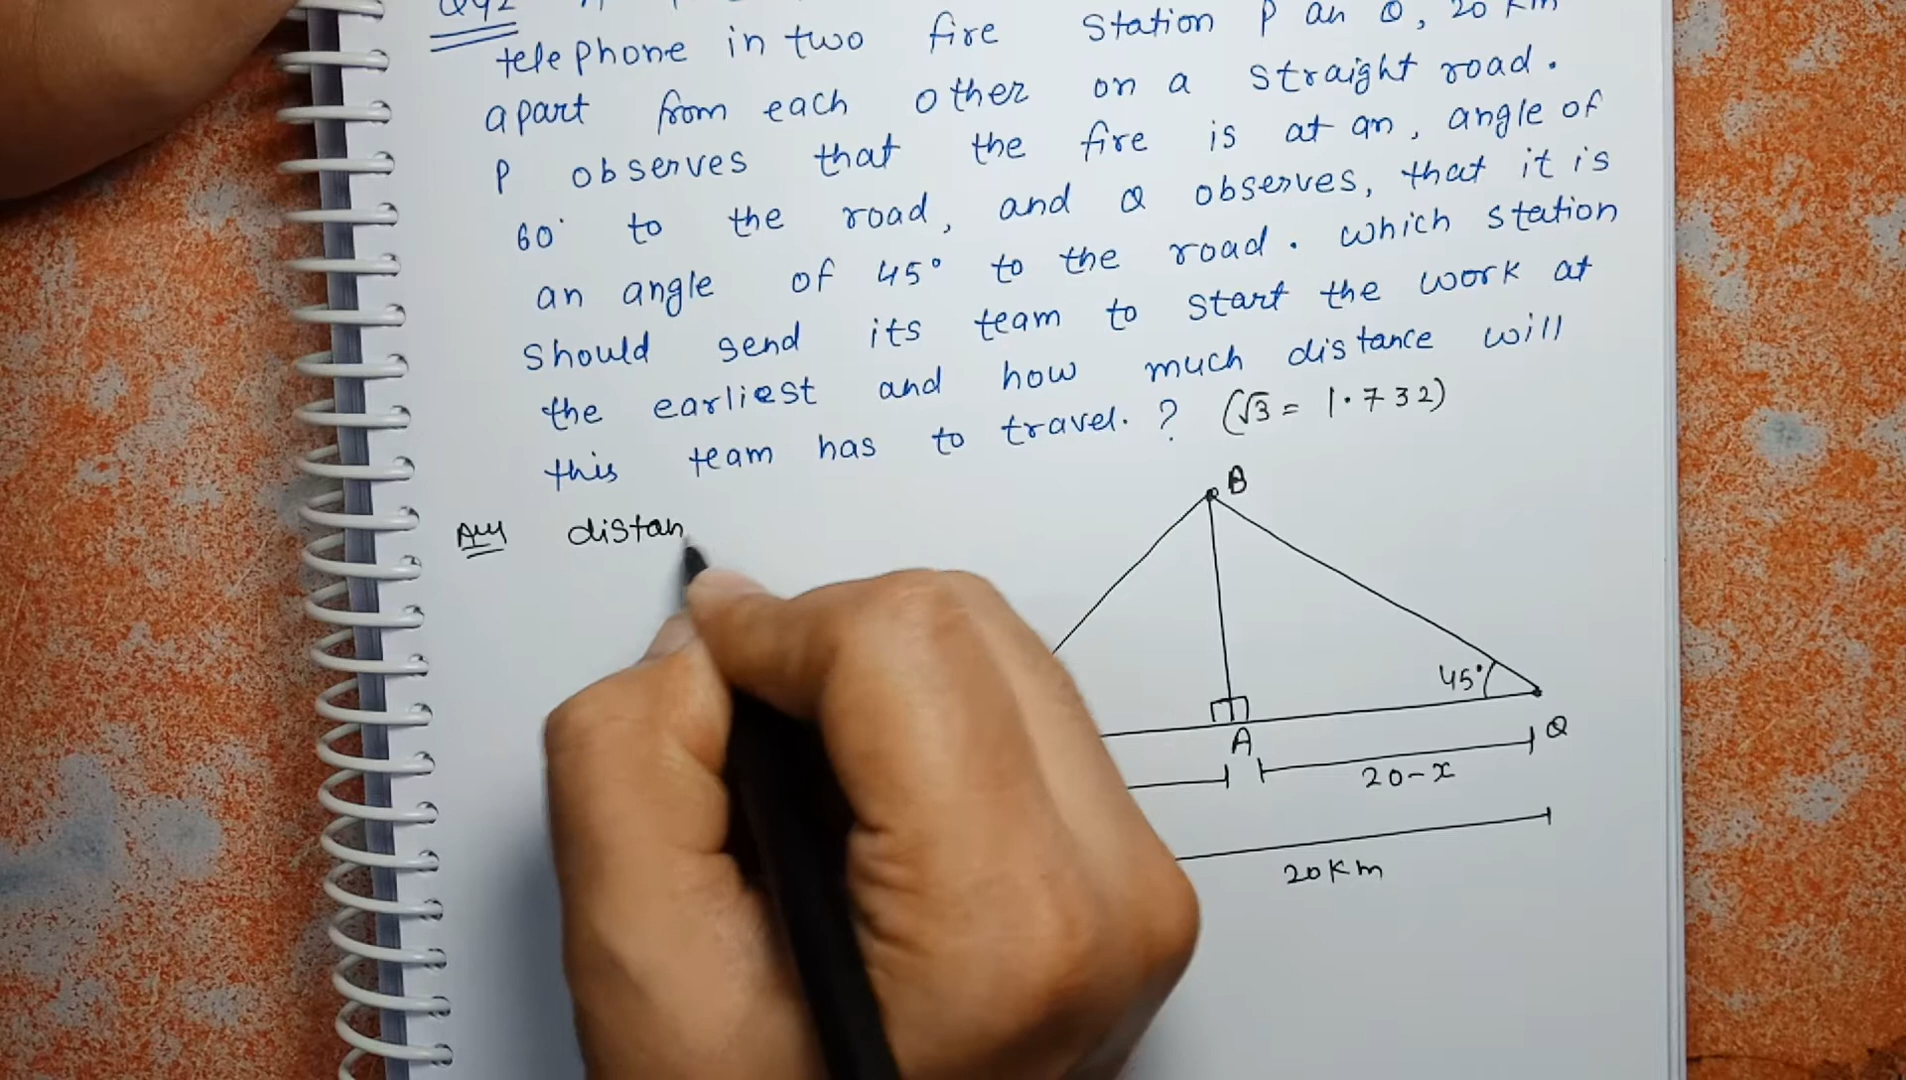 telephone in two fire station P an Q, 20 Km
apart from each other on a straight road.
P observes that the fire is at an, angle of
60° to the road, and Q observes, that it is
an angle of 45° to the road. which station
should send its team to start the work at
the earliest and how much distance will
this team has to travel. ? (√3 = 1.732)
B
Ans distan
45°
A
Q
20-x
20Km